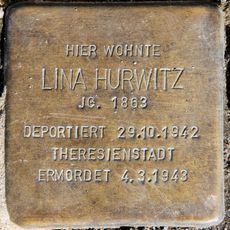 HIER WOHNTE
LINA HURWITZ
JG. 1863
DEPORTIERT 29.10.1942
THERESIENSTADT
ERMORDET 4.3.1943